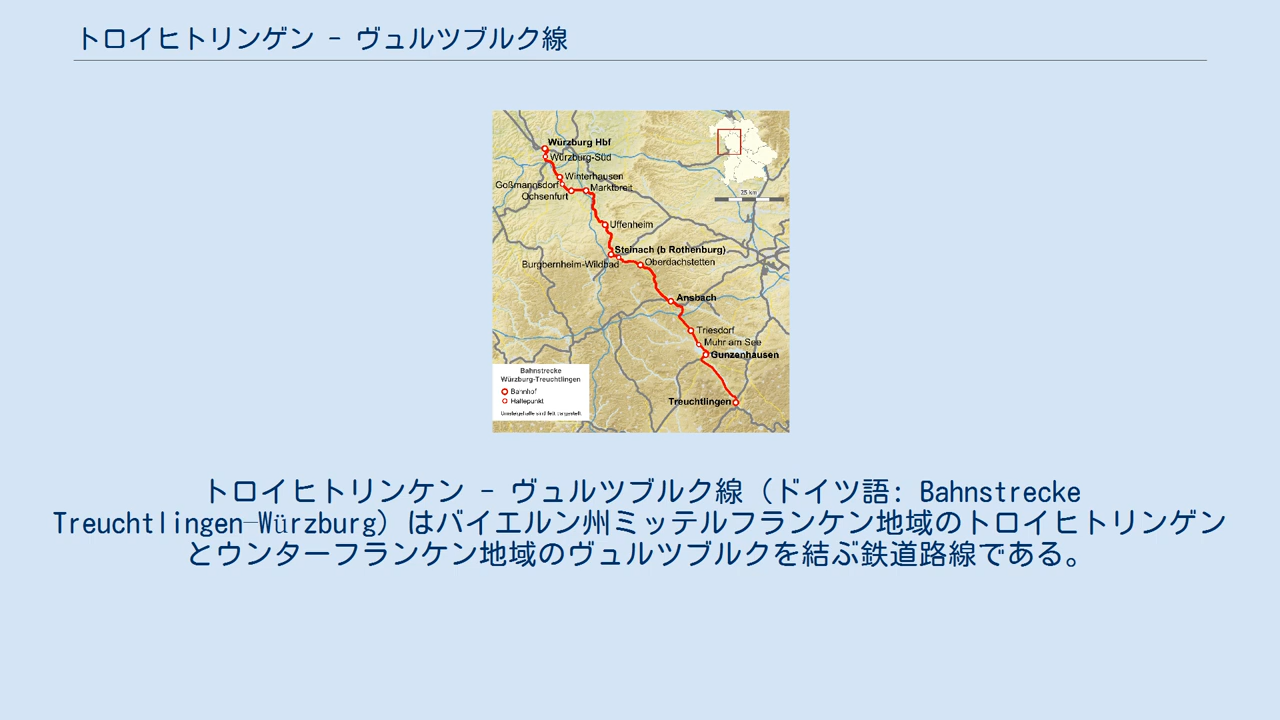 トロイヒトリンゲン - ヴュルツブルク線
Würzburg Hbf
Würzburg-Süd
Winterhausen
Goßmannsdorf
Marktbreit
Ochsenfurt
25 km
Uffenheim
Steinach (b Rothenburg)
Burgbernheim-Wildbad
Oberdachstetten
Ansbach
Triesdorf
Muhr am See
Gunzenhausen
Treuchtlingen
Bahnstrecke
Würzburg-Treuchtlingen
Bahnhof
Haltepunkt
トロイヒトリンケン - ヴュルツブルク線（ドイツ語: Bahnstrecke
Treuchtlingen–Würzburg）はバイエルン州ミッテルフランケン地域のトロイヒトリンゲン
とウンターフランケン地域のヴュルツブルクを結ぶ鉄道路線である。